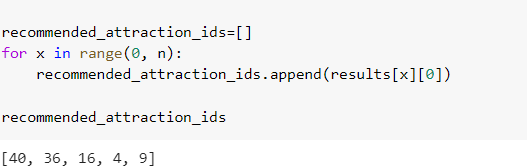 recommended_attraction_ids=[]
for x in range(0, n):
    recommended_attraction_ids.append(results[x][0])
recommended_attraction_ids
[40, 36, 16, 4, 9]